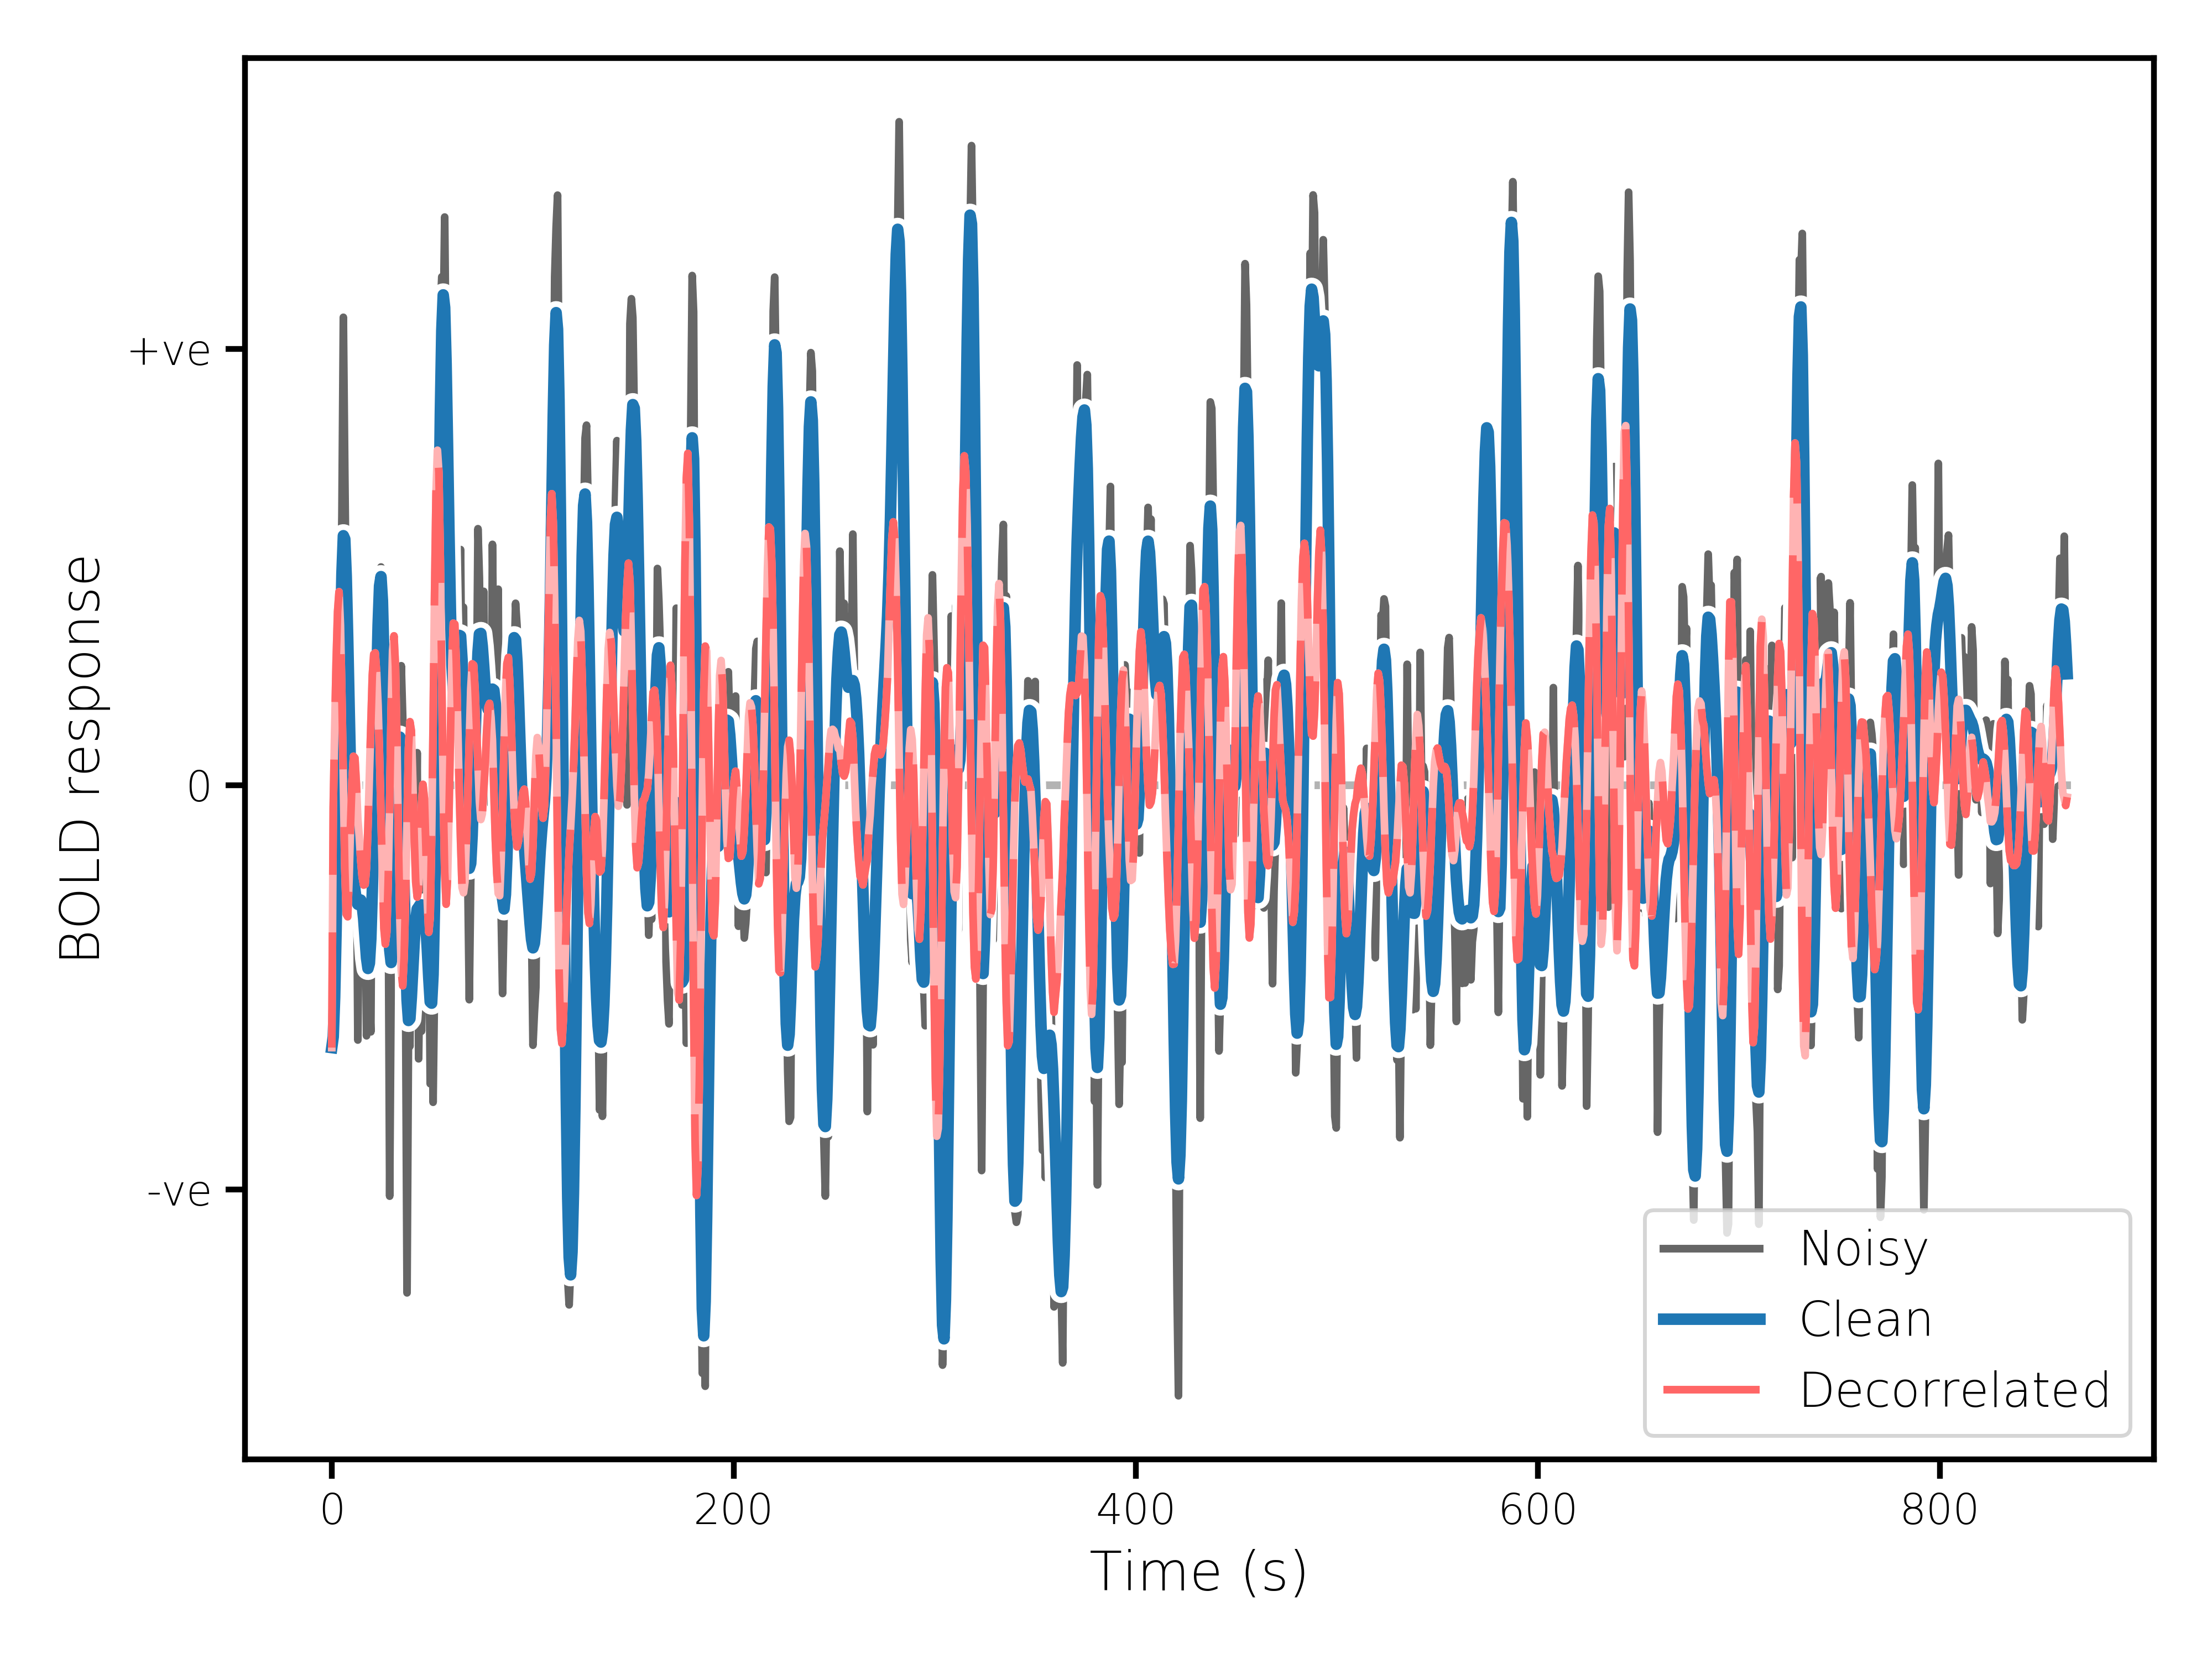 BOLD response
+ve
0
-ve
0 200 400 600 800
Time (s)
Noisy
Clean
Decorrelated